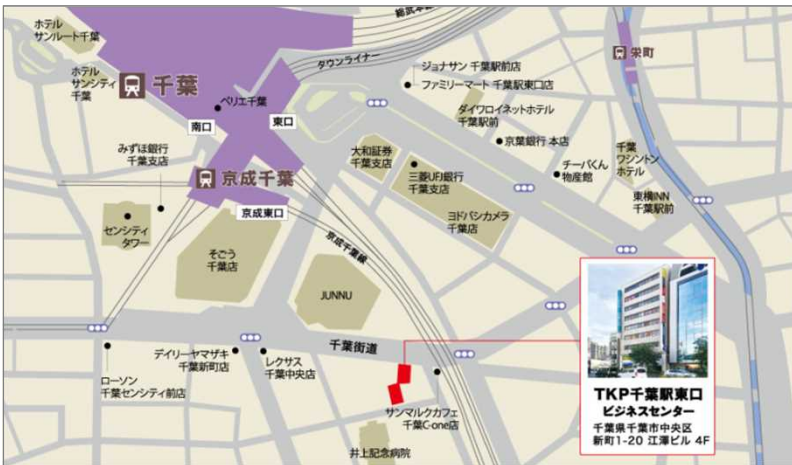 ホテル
サンルート千葉
総武本線
タウンライナー
ジョナサン 千葉駅前店
ファミリーマート 千葉駅東口店
栄町
ホテル
サンシティ
千葉
千葉
ペリエ千葉
ダイワロイネットホテル
千葉駅前
南口
東口
みずほ銀行
千葉支店
大和証券
千葉支店
京葉銀行 本店
千葉
ワシントン
ホテル
京成千葉
三菱UFJ銀行
千葉支店
チーバくん
物産館
東横INN
千葉駅前
京成東口
ヨドバシカメラ
千葉店
センシティ
タワー
そごう
千葉店
京成千葉線
JUNNU
千葉街道
デイリーヤマザキ
千葉新町店
レクサス
千葉中央店
ローソン
千葉センシティ前店
サンマルクカフェ
千葉C-one店
井上記念病院
TKP千葉駅東口
ビジネスセンター
千葉県千葉市中央区
新町1-20 江澤ビル 4F